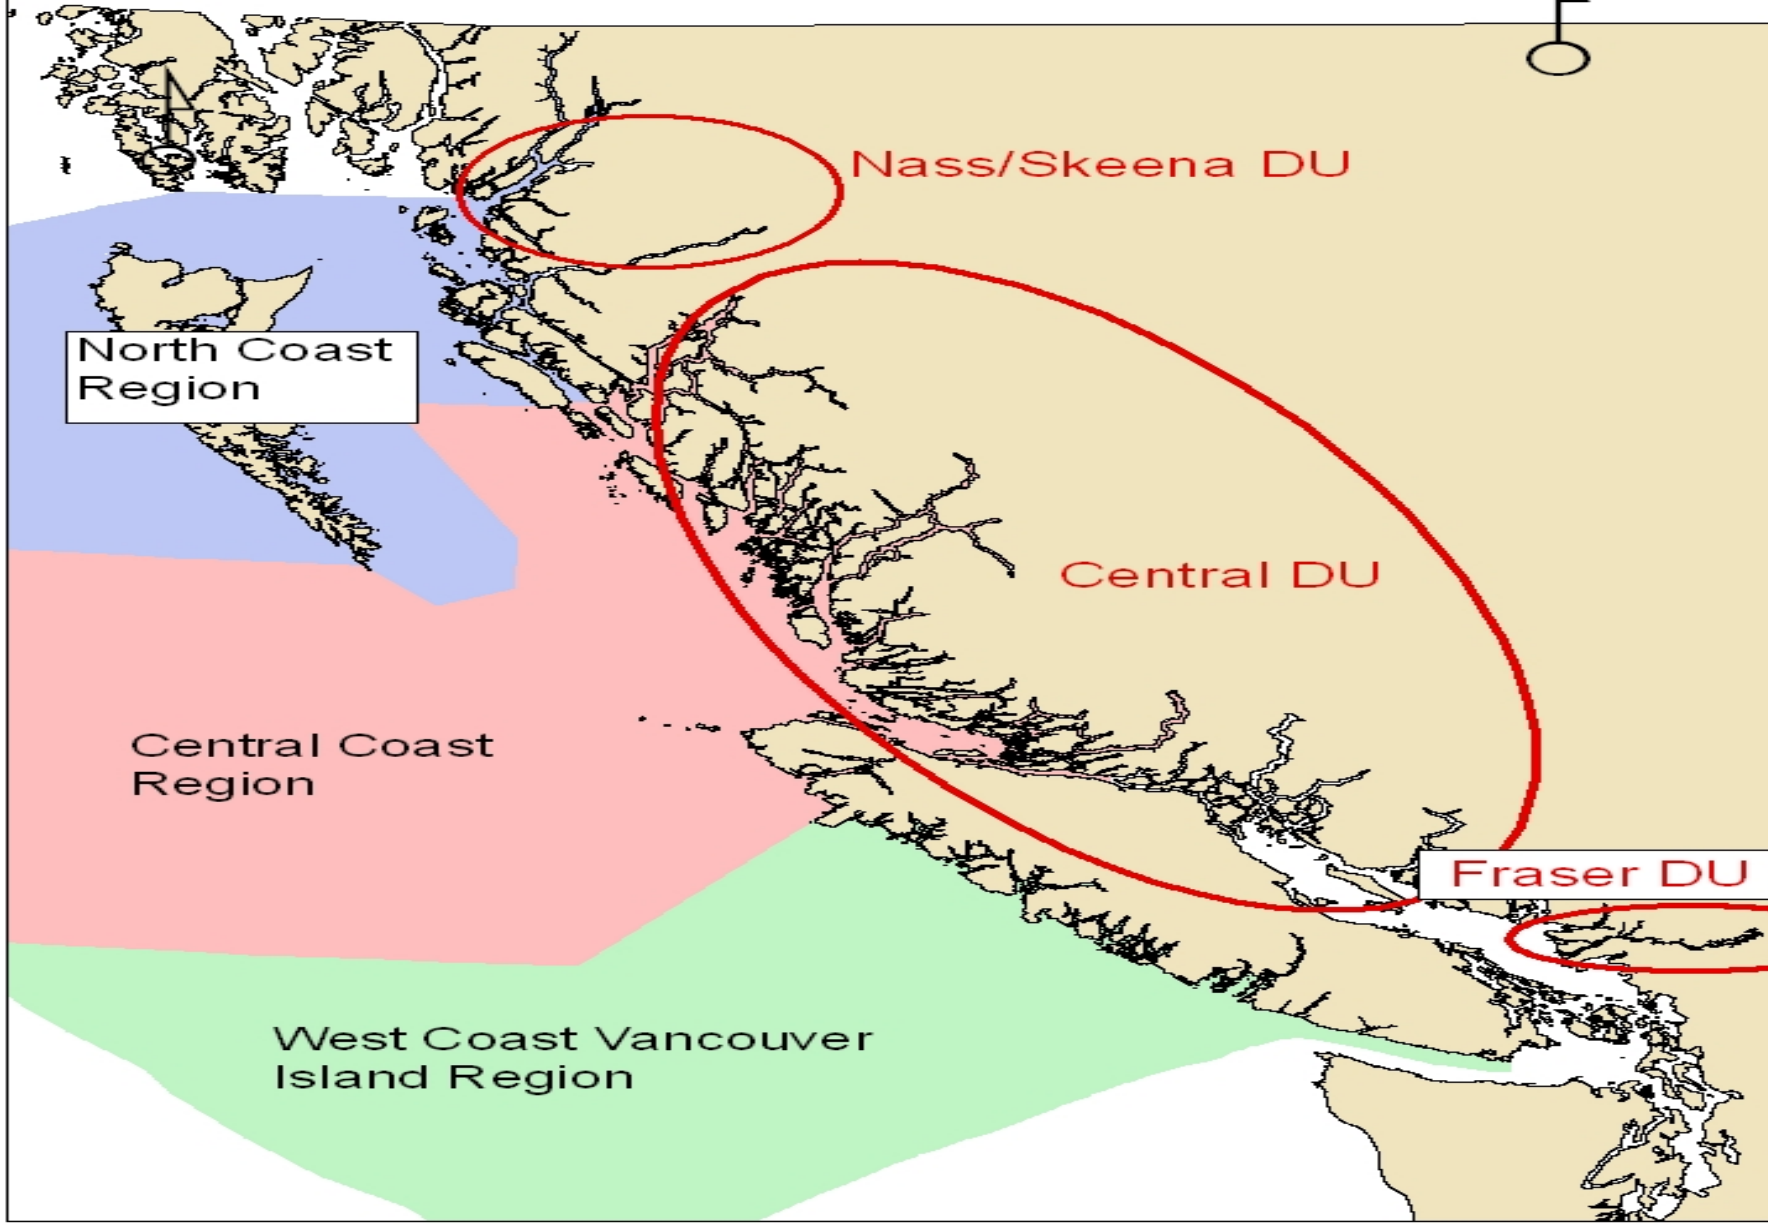 Nass/Skeena DU
North Coast
Region
Central DU
Central Coast
Region
Fraser DU
West Coast Vancouver
Island Region